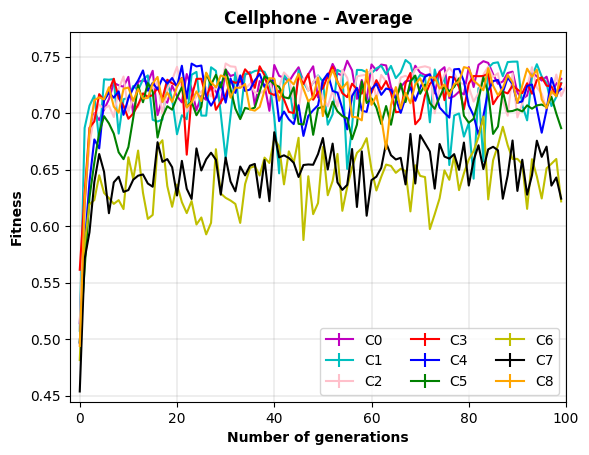 Cellphone - Average
Fitness
0.75
0.70
0.65
0.60
0.55
0.50
0.45
0 20 40 60 80 100
Number of generations
C0 C3 C6
C1 C4 C7
C2 C5 C8